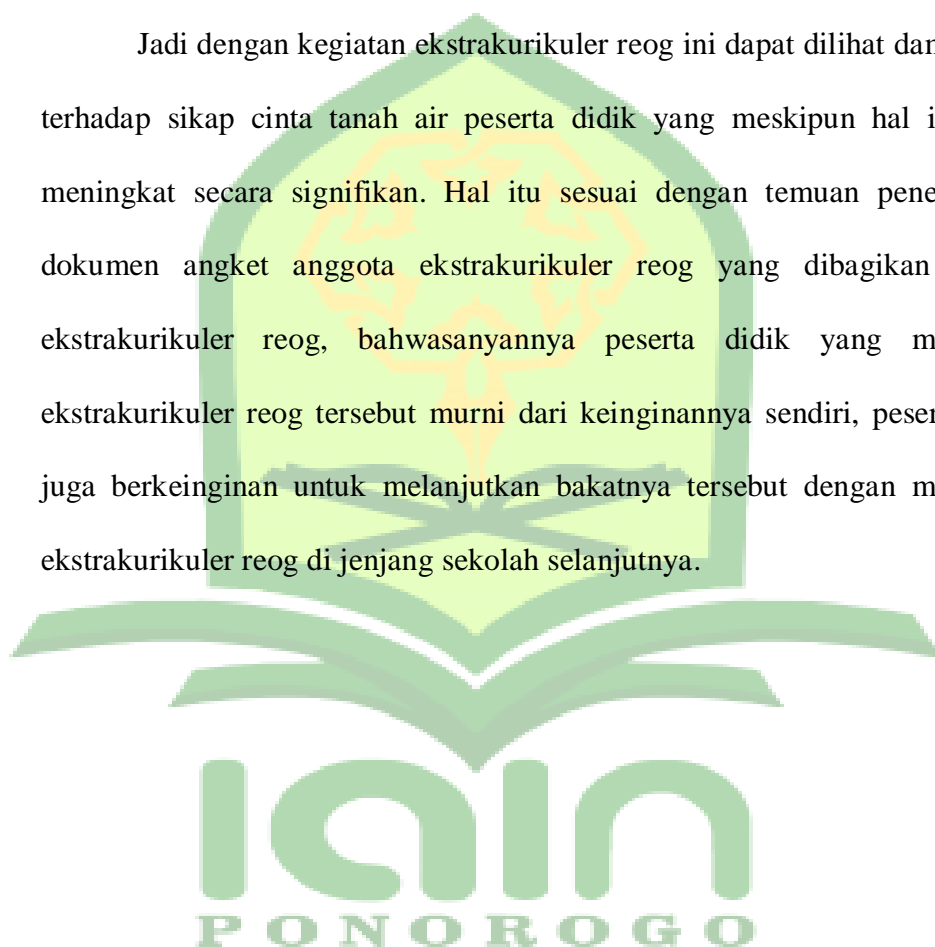 Jadi dengan kegiatan ekstrakurikuler reog ini dapat dilihat dar
terhadap sikap cinta tanah air peserta didik yang meskipun hal i
meningkat secara signifikan. Hal itu sesuai dengan temuan pene
dokumen angket anggota ekstrakurikuler reog yang dibagikan
ekstrakurikuler reog, bahwasanyannya peserta didik yang m
ekstrakurikuler reog tersebut murni dari keinginannya sendiri, peser
juga berkeinginan untuk melanjutkan bakatnya tersebut dengan m
ekstrakurikuler reog di jenjang sekolah selanjutnya.
IAIN
PONOROGO